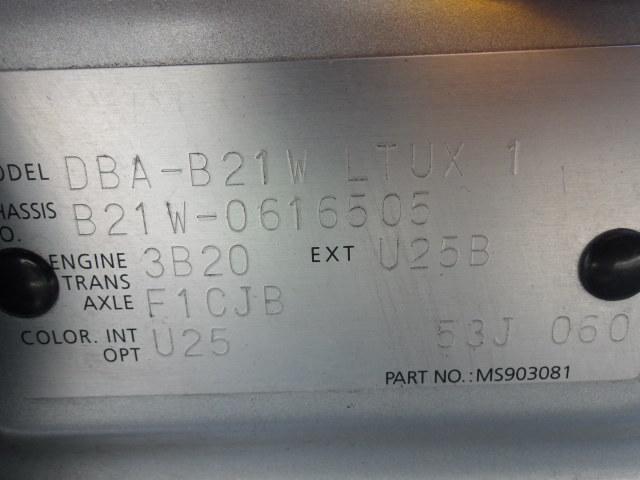 ODEL DBA-B21W LTUX 1
HASSIS B21W-0616505
O.
ENGINE 3B20 EXT U25B
TRANS
AXLE F1CJB
COLOR. INT U25 53J 060
OPT
PART NO.: MS903081